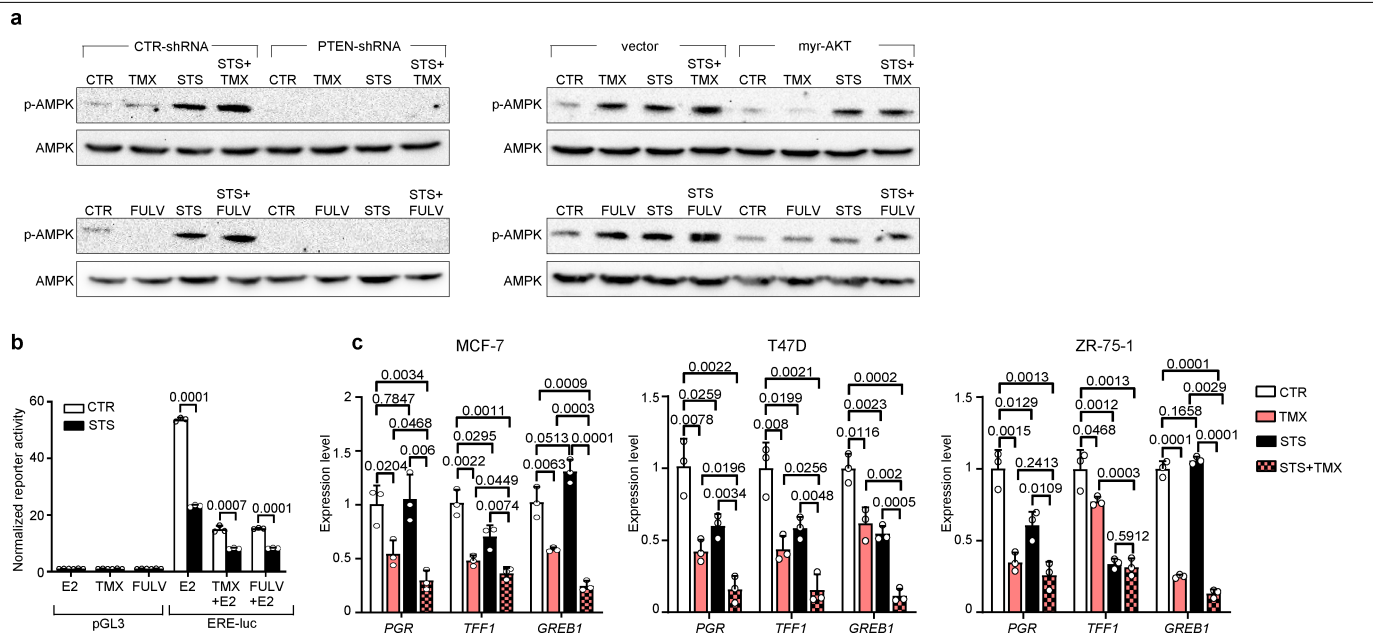 a
CTR-shRNA PTEN-shRNA vector myr-AKT
CTR TMX STS STS+ TMX CTR TMX STS STS+ TMX CTR TMX STS STS+ TMX CTR TMX STS STS+ TMX
p-AMPK p-AMPK
AMPK AMPK
CTR FULV STS STS+ FULV CTR FULV STS STS+ FULV CTR FULV STS STS FULV CTR FULV STS STS+ FULV
p-AMPK p-AMPK
AMPK AMPK
b
Normalized reporter activity
60
40
20
0
CTR
STS
0.0001
0.0007
0.0001
E2 TMX FULV E2 TMX +E2 FULV +E2
pGL3 ERE-luc
c
MCF-7
Expression level
2
1.5
1
0.5
0
0.0034
0.7847
0.0468
0.0204
0.006
0.0011
0.0295
0.0022
0.0449
0.0074
0.0009
0.0003
0.0513
0.0001
0.0063
PGR TFF1 GREB1
T47D
Expression level
1.5
1
0.5
0
0.0022
0.0259
0.0078
0.0196
0.0034
0.0021
0.0199
0.008
0.0256
0.0048
0.0002
0.0023
0.0116
0.002
0.0005
PGR TFF1 GREB1
ZR-75-1
Expression level
1.5
1
0.5
0
0.0013
0.0129
0.0015
0.2413
0.0109
0.0013
0.0012
0.0468
0.0003
0.5912
0.0001
0.0029
0.1658
0.0001
0.0001
PGR TFF1 GREB1
CTR
TMX
STS
STS+TMX